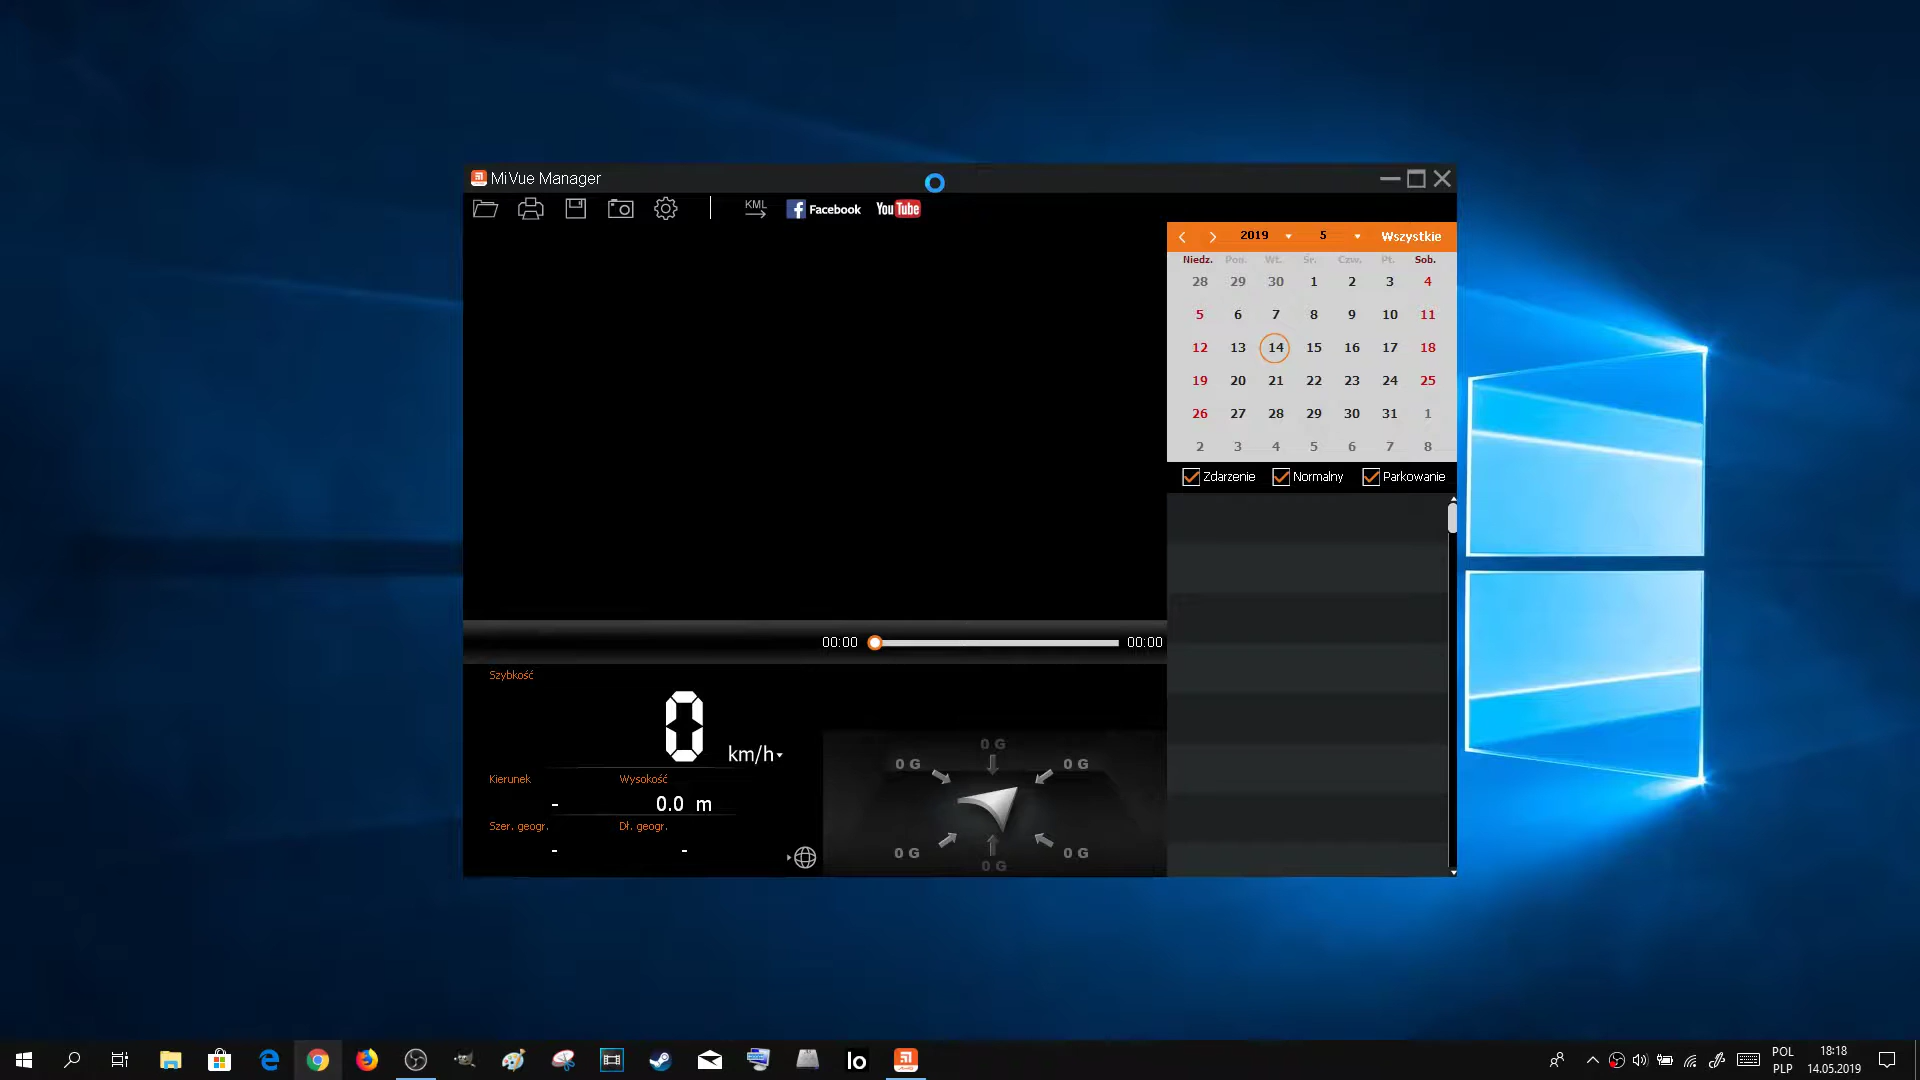 MiVue Manager
KML Facebook YouTube
2019 5 Wszystkie
Niedz. Pon. Wt. Śr. Czw. Pt. Sob.
28 29 30 1 2 3 4
5 6 7 8 9 10 11
12 13 14 15 16 17 18
19 20 21 22 23 24 25
26 27 28 29 30 31 1
2 3 4 5 6 7 8
Zdarzenie Normalny Parkowanie
00:00 00:00
Szybkość
0 km/h
Kierunek Wysokość
- 0.0 m
Szer. geogr. Dł. geogr.
- -
0 G
0 G 0 G
0 G 0 G
0 G
lo
POL
PLP
18:18
14.05.2019